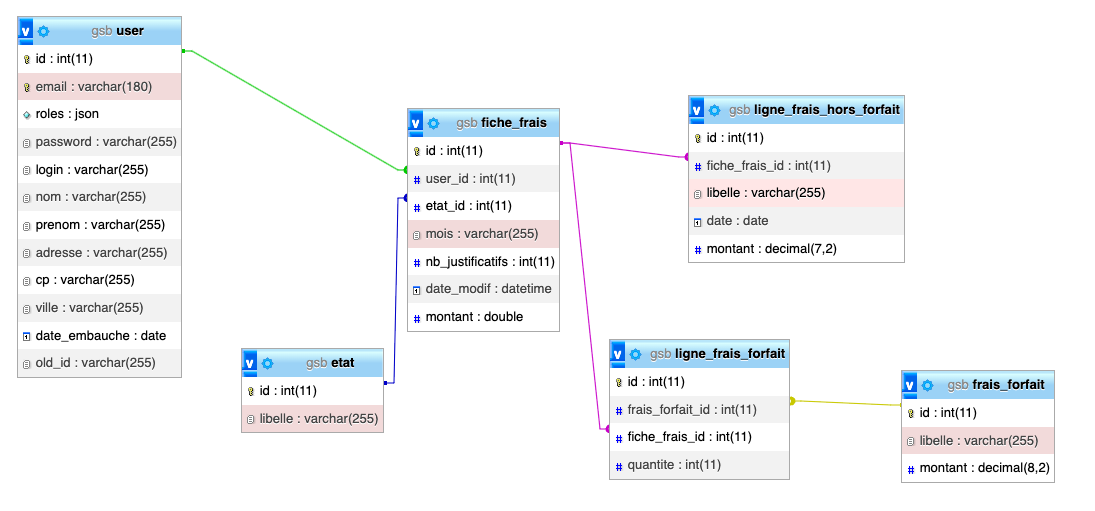 v gsb user
id : int(11)
email : varchar(180)
roles : json
password : varchar(255)
login : varchar(255)
nom : varchar(255)
prenom : varchar(255)
adresse : varchar(255)
cp : varchar(255)
ville : varchar(255)
date_embauche : date
old_id : varchar(255)
v gsb etat
id : int(11)
libelle : varchar(255)
v gsb fiche_frais
id : int(11)
# user_id : int(11)
# etat_id : int(11)
mois : varchar(255)
# nb_justificatifs : int(11)
date_modif : datetime
# montant : double
v gsb ligne_frais_hors_forfait
id : int(11)
# fiche_frais_id : int(11)
libelle : varchar(255)
date : date
# montant : decimal(7,2)
v gsb ligne_frais_forfait
id : int(11)
# frais_forfait_id : int(11)
# fiche_frais_id : int(11)
# quantite : int(11)
v gsb frais_forfait
id : int(11)
libelle : varchar(255)
# montant : decimal(8,2)